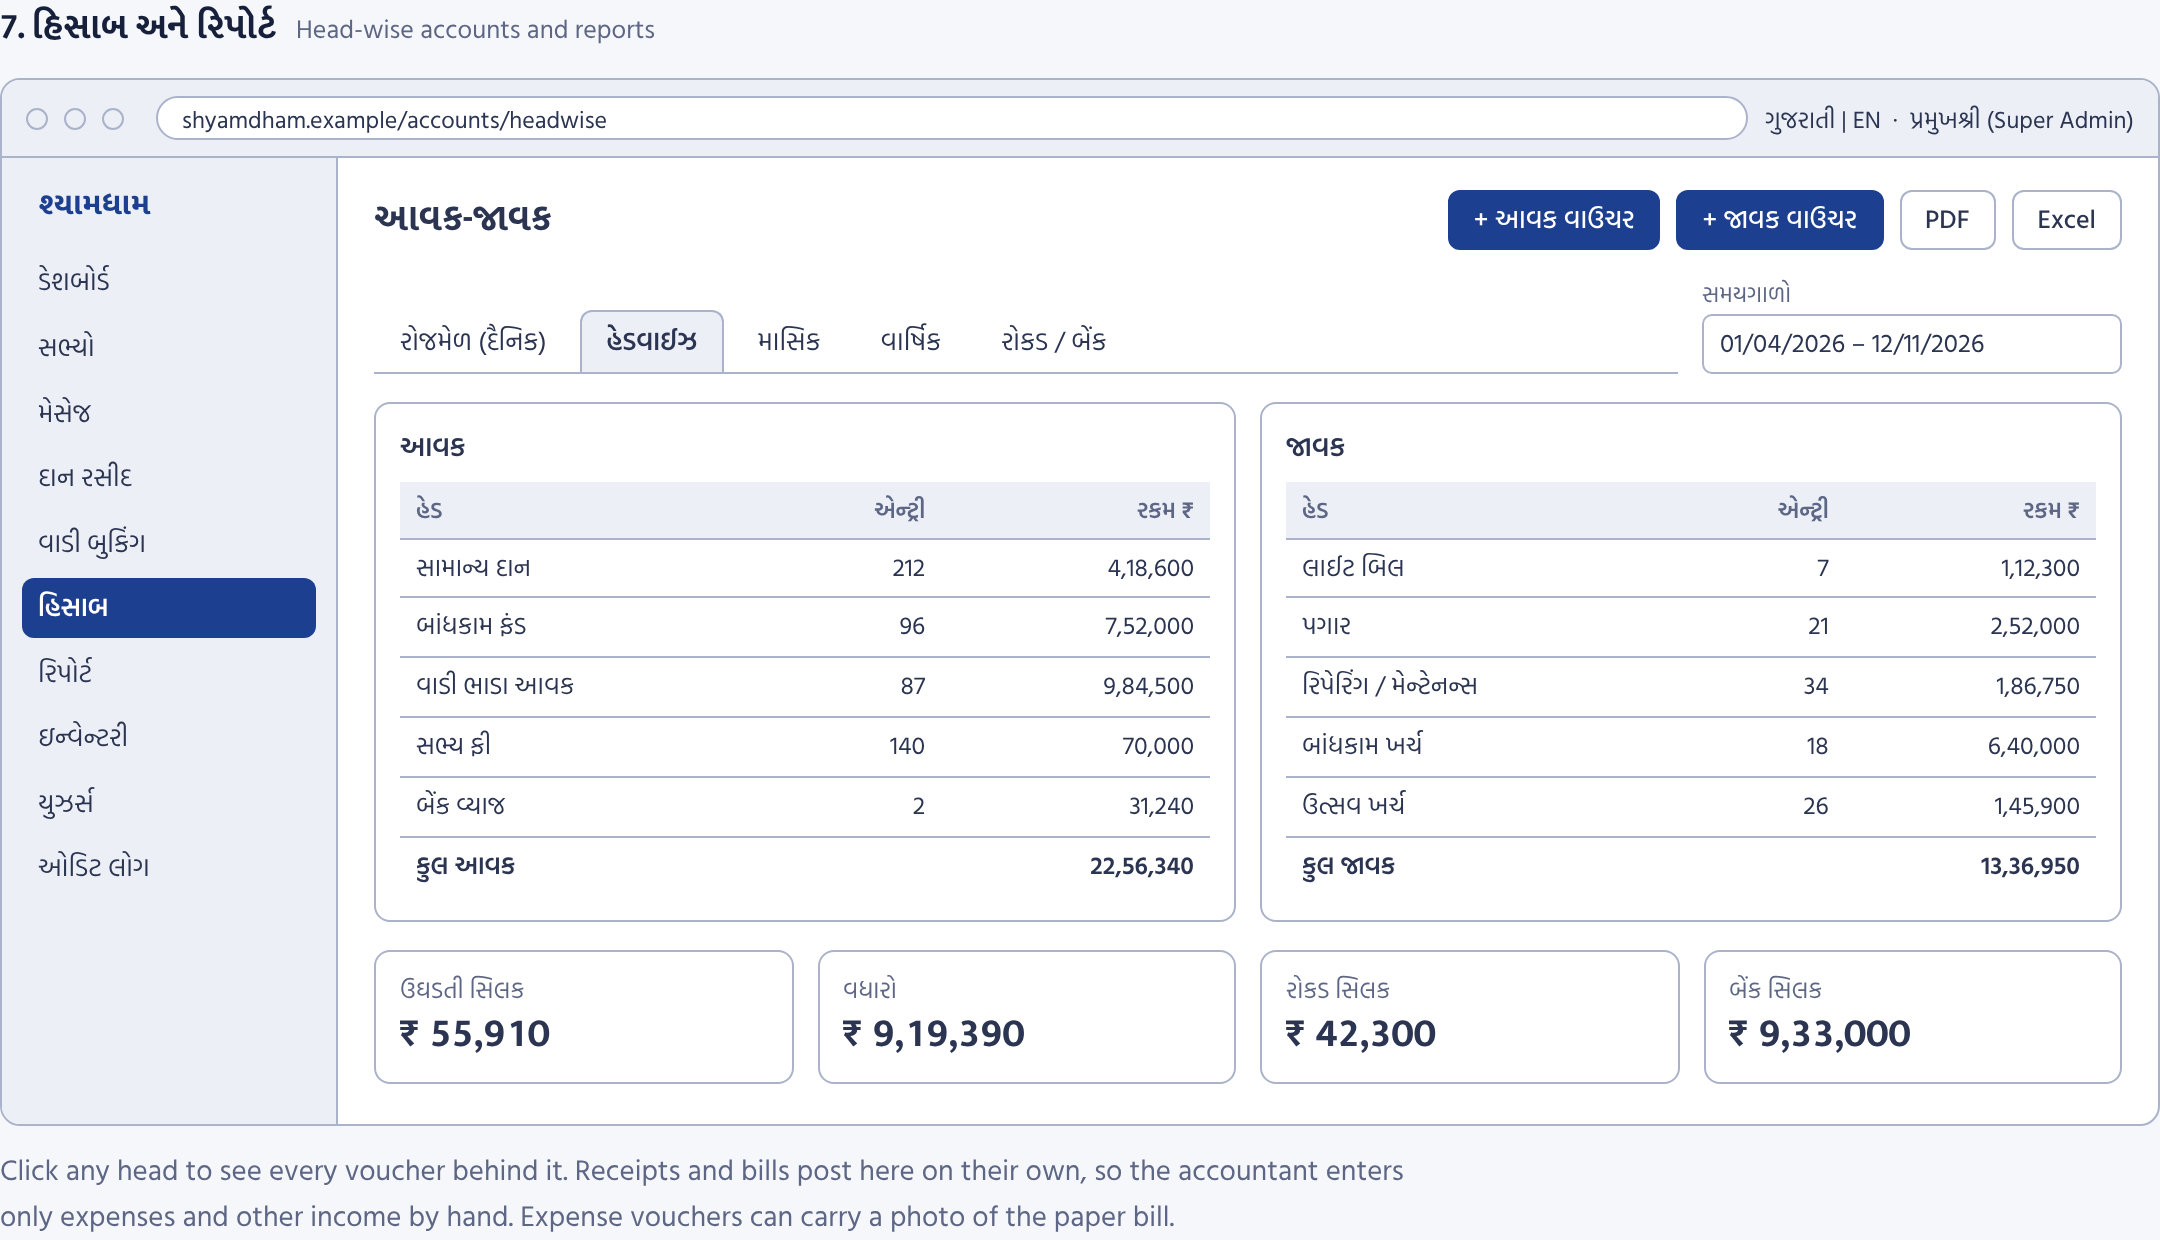 7. હિસાબ અને રિપોર્ટ Head-wise accounts and reports
shyamdham.example/accounts/headwise
ગુજરાતી | EN · પ્રમુખશ્રી (Super Admin)
શ્યામધામ
ડેશબોર્ડ
સભ્યો
મેસેજ
દાન રસીદ
વાડી બુકિંગ
હિસાબ
રિપોર્ટ
ઇન્વેન્ટરી
યુઝર્સ
ઓડિટ લોગ
આવક-જાવક
+ આવક વાઉચર
+ જાવક વાઉચર
PDF
Excel
રોજમેળ (દૈનિક) હેડવાઈઝ માસિક વાર્ષિક રોકડ / બેંક
સમયગાળો
01/04/2026 – 12/11/2026
આવક
હેડ એન્ટ્રી રકમ ₹
સામાન્ય દાન 212 4,18,600
બાંધકામ ફંડ 96 7,52,000
વાડી ભાડા આવક 87 9,84,500
સભ્ય ફી 140 70,000
બેંક વ્યાજ 2 31,240
કુલ આવક 22,56,340
જાવક
હેડ એન્ટ્રી રકમ ₹
લાઈટ બિલ 7 1,12,300
પગાર 21 2,52,000
રિપેરિંગ / મેન્ટેનન્સ 34 1,86,750
બાંધકામ ખર્ચ 18 6,40,000
ઉત્સવ ખર્ચ 26 1,45,900
કુલ જાવક 13,36,950
ઉઘડતી સિલક
₹ 55,910
વધારો
₹ 9,19,390
રોકડ સિલક
₹ 42,300
બેંક સિલક
₹ 9,33,000
Click any head to see every voucher behind it. Receipts and bills post here on their own, so the accountant enters
only expenses and other income by hand. Expense vouchers can carry a photo of the paper bill.